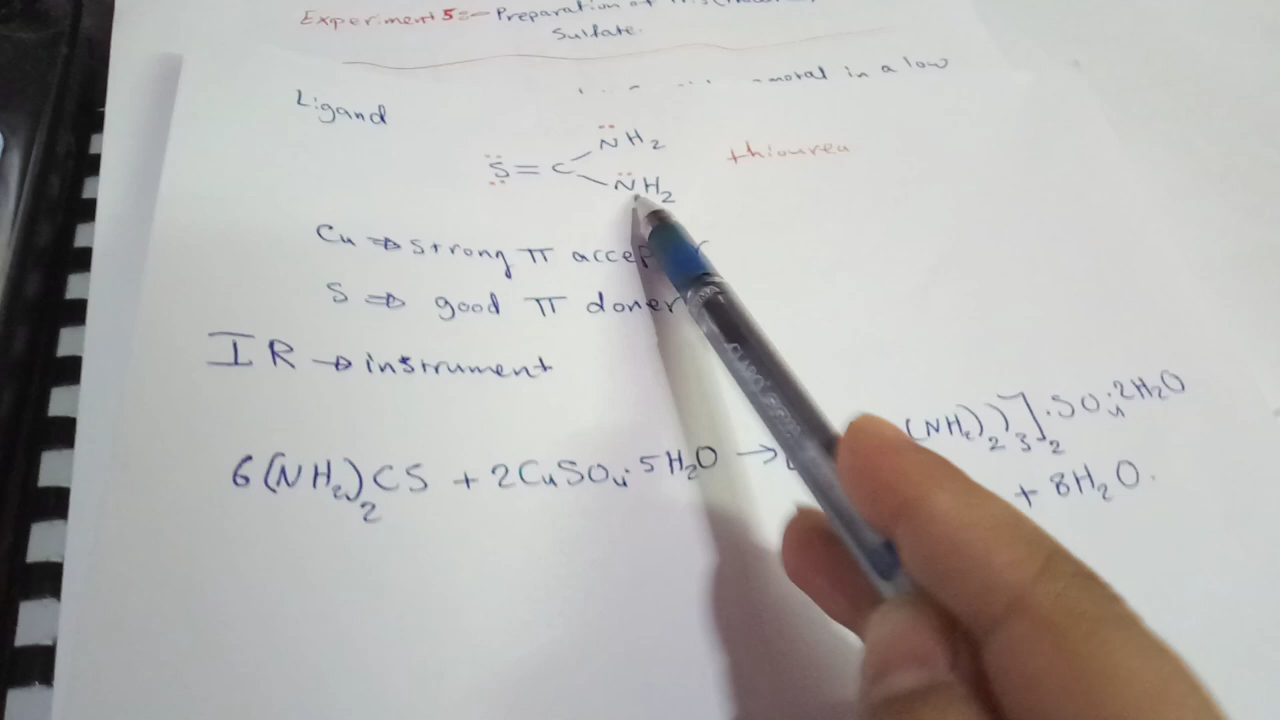 Experiment 5:- Preparation of
Sulfate.
metal in a low
Ligand
N̈H₂
S̈ = C
N̈H₂
thiourea
Cu ⇒ strong π
S ⇒ good π doner
IR → instrument
6(NH₂)₂CS + 2CuSO₄·5H₂O → (NH₂)₂)₃]₂·SO₄·2H₂O
+ 8H₂O.